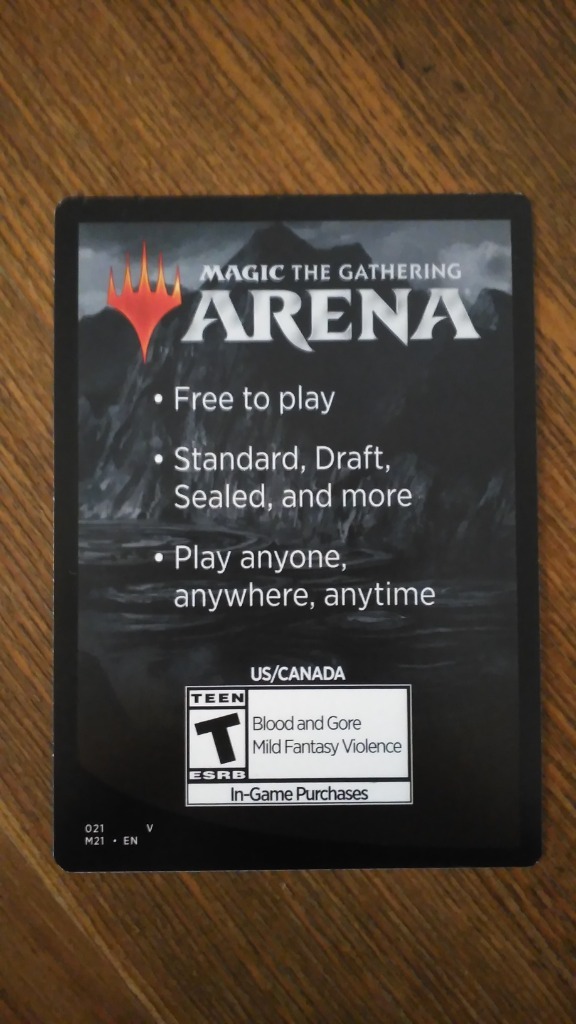 MAGIC THE GATHERING
ARENA
• Free to play
• Standard, Draft,
Sealed, and more
• Play anyone,
anywhere, anytime
US/CANADA
TEEN
T
ESRB
Blood and Gore
Mild Fantasy Violence
In-Game Purchases
021 V
M21 • EN